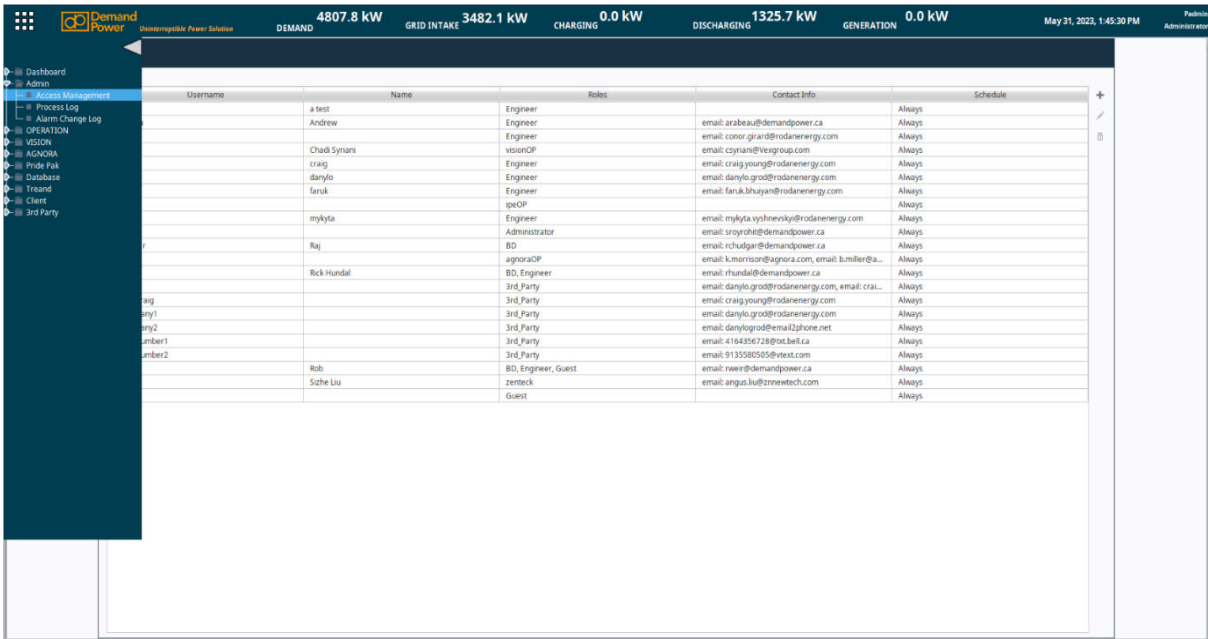 Demand Power
Uninterruptible Power Solution
DEMAND 4807.8 kW GRID INTAKE 3482.1 kW CHARGING 0.0 kW DISCHARGING 1325.7 kW GENERATION 0.0 kW May 31, 2023, 1:45:30 PM
Padmin
Administrator
Dashboard
Admin
Access Management
Process Log
Alarm Change Log
OPERATION
VISION
AGNORA
Pride Pak
Database
Treand
Client
3rd Party
Username Name Roles Contact Info Schedule
a test Engineer Always
Andrew Engineer email: arabeau@demandpower.ca Always
Engineer email: conor.girard@rodanenergy.com Always
Chadi Syriani visionOP email: csyriani@Vexgroup.com Always
craig Engineer email: craig.young@rodanenergy.com Always
danylo Engineer email: danylo.grod@rodanenergy.com Always
faruk Engineer email: faruk.bhuiyan@rodanenergy.com Always
ipeOP Always
mykyta Engineer email: mykyta.vyshnevskyi@rodanenergy.com Always
Administrator email: sroyrohit@demandpower.ca Always
r Raj BD email: rchudgar@demandpower.ca Always
agnoraOP email: k.morrison@agnora.com, email: b.miller@a... Always
Rick Hundal BD, Engineer email: rhundal@demandpower.ca Always
3rd_Party email: danylo.grod@rodanenergy.com, email: crai... Always
raig 3rd_Party email: craig.young@rodanenergy.com Always
any1 3rd_Party email: danylo.grod@rodanenergy.com Always
any2 3rd_Party email: danylogrod@email2phone.net Always
umber1 3rd_Party email: 4164356728@txt.bell.ca Always
umber2 3rd_Party email: 9135580505@vtext.com Always
Rob BD, Engineer, Guest email: rweir@demandpower.ca Always
Sizhe Liu zenteck email: angus.liu@znnewtech.com Always
Guest Always